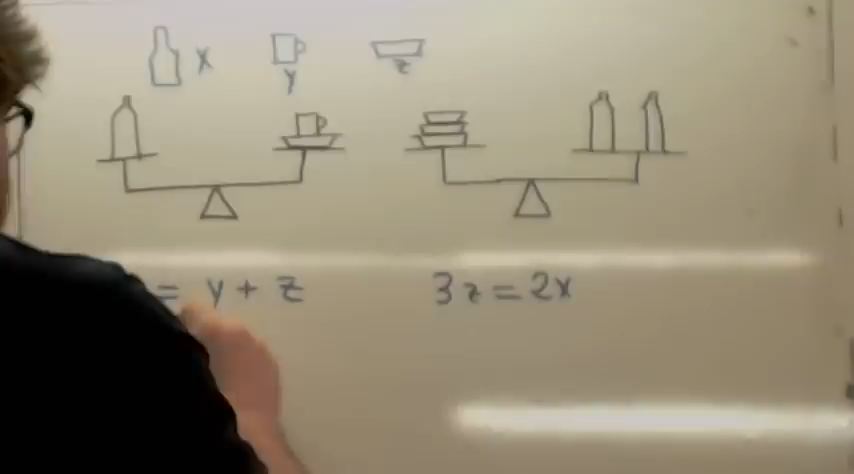 x y z
= y + z 3z = 2x